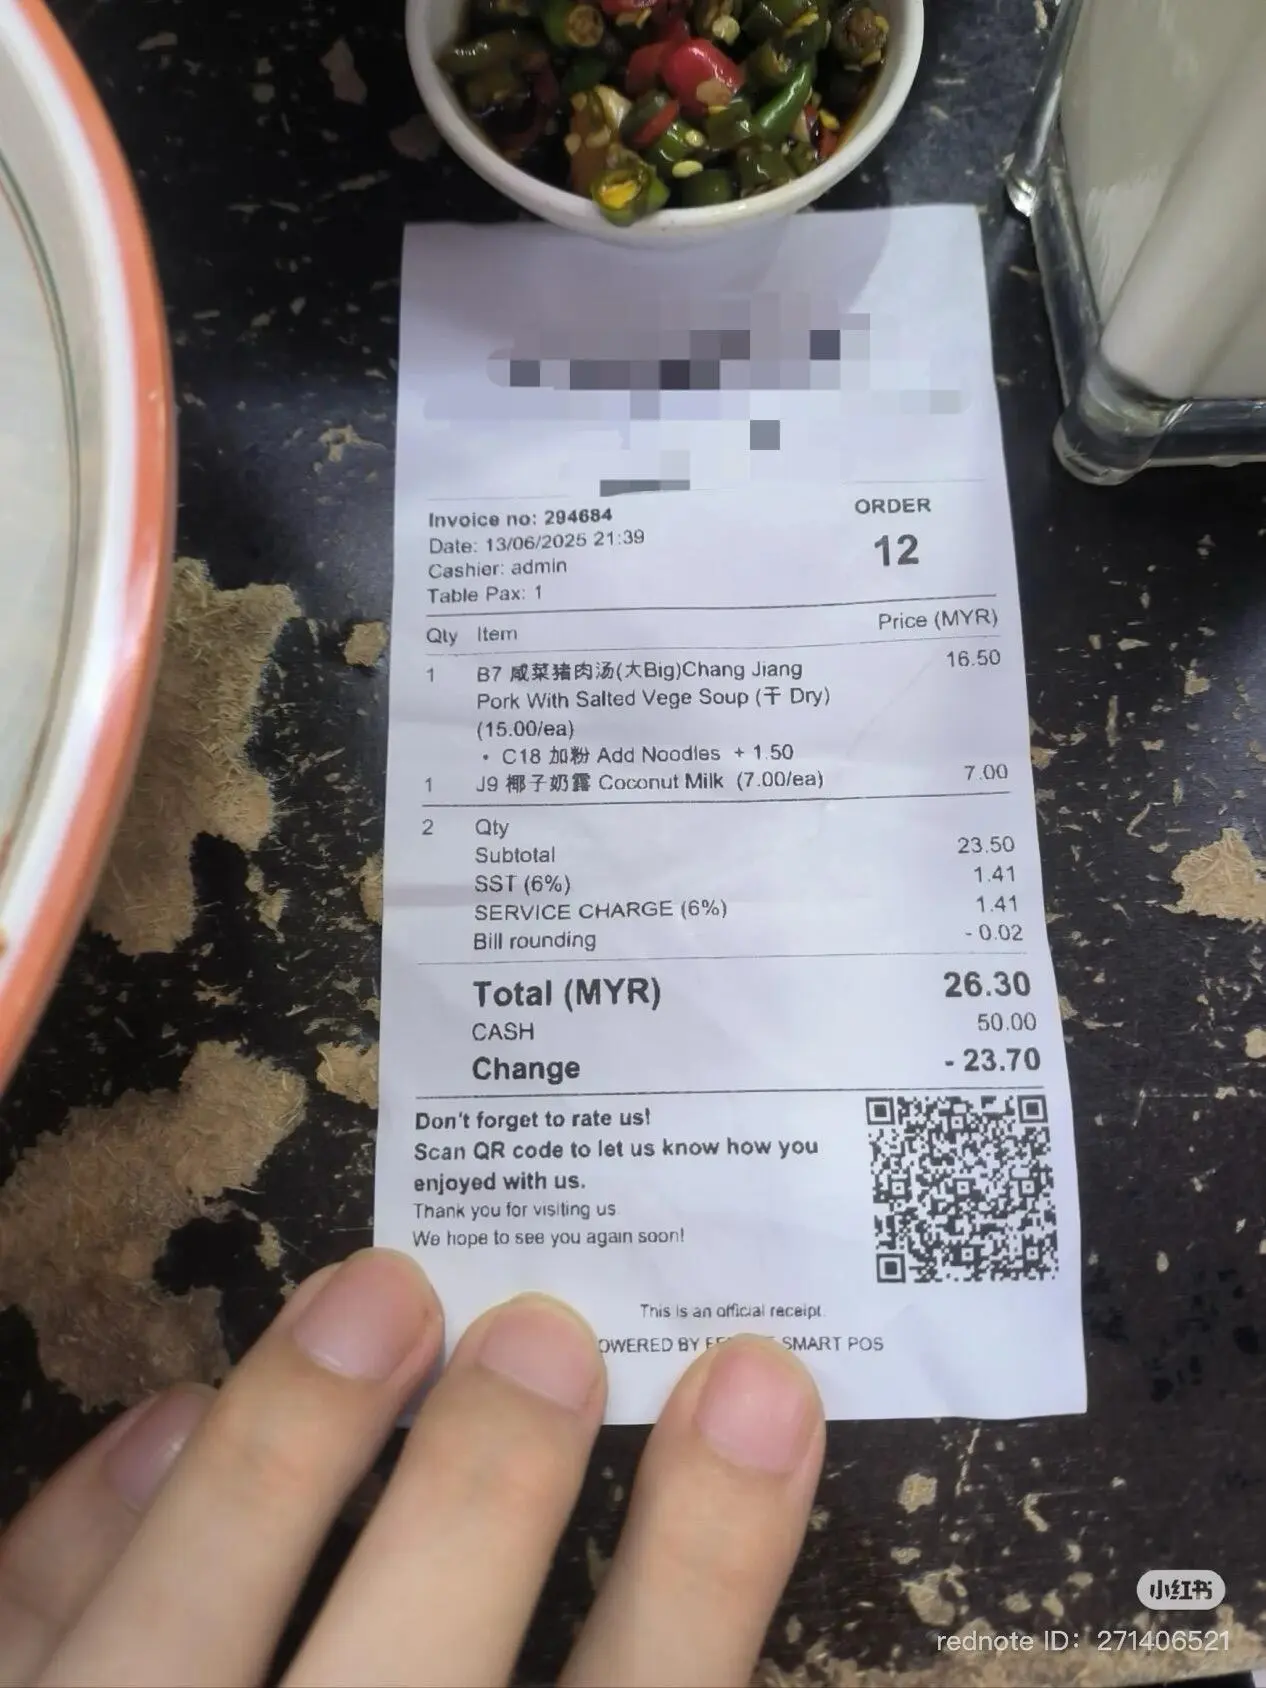 Invoice no: 294684
Date: 13/06/2025 21:39
Cashier: admin
Table Pax: 1
ORDER
12
Qty Item Price (MYR)
1 B7 咸菜猪肉汤(大Big)Chang Jiang 16.50
Pork With Salted Vege Soup (干 Dry)
(15.00/ea)
• C18 加粉 Add Noodles + 1.50
1 J9 椰子奶露 Coconut Milk (7.00/ea) 7.00
2 Qty
Subtotal 23.50
SST (6%) 1.41
SERVICE CHARGE (6%) 1.41
Bill rounding - 0.02
Total (MYR) 26.30
CASH 50.00
Change - 23.70
Don't forget to rate us!
Scan QR code to let us know how you
enjoyed with us.
Thank you for visiting us.
We hope to see you again soon!
This is an official receipt.
OWERED BY SMART POS
小红书
rednote ID: 271406521